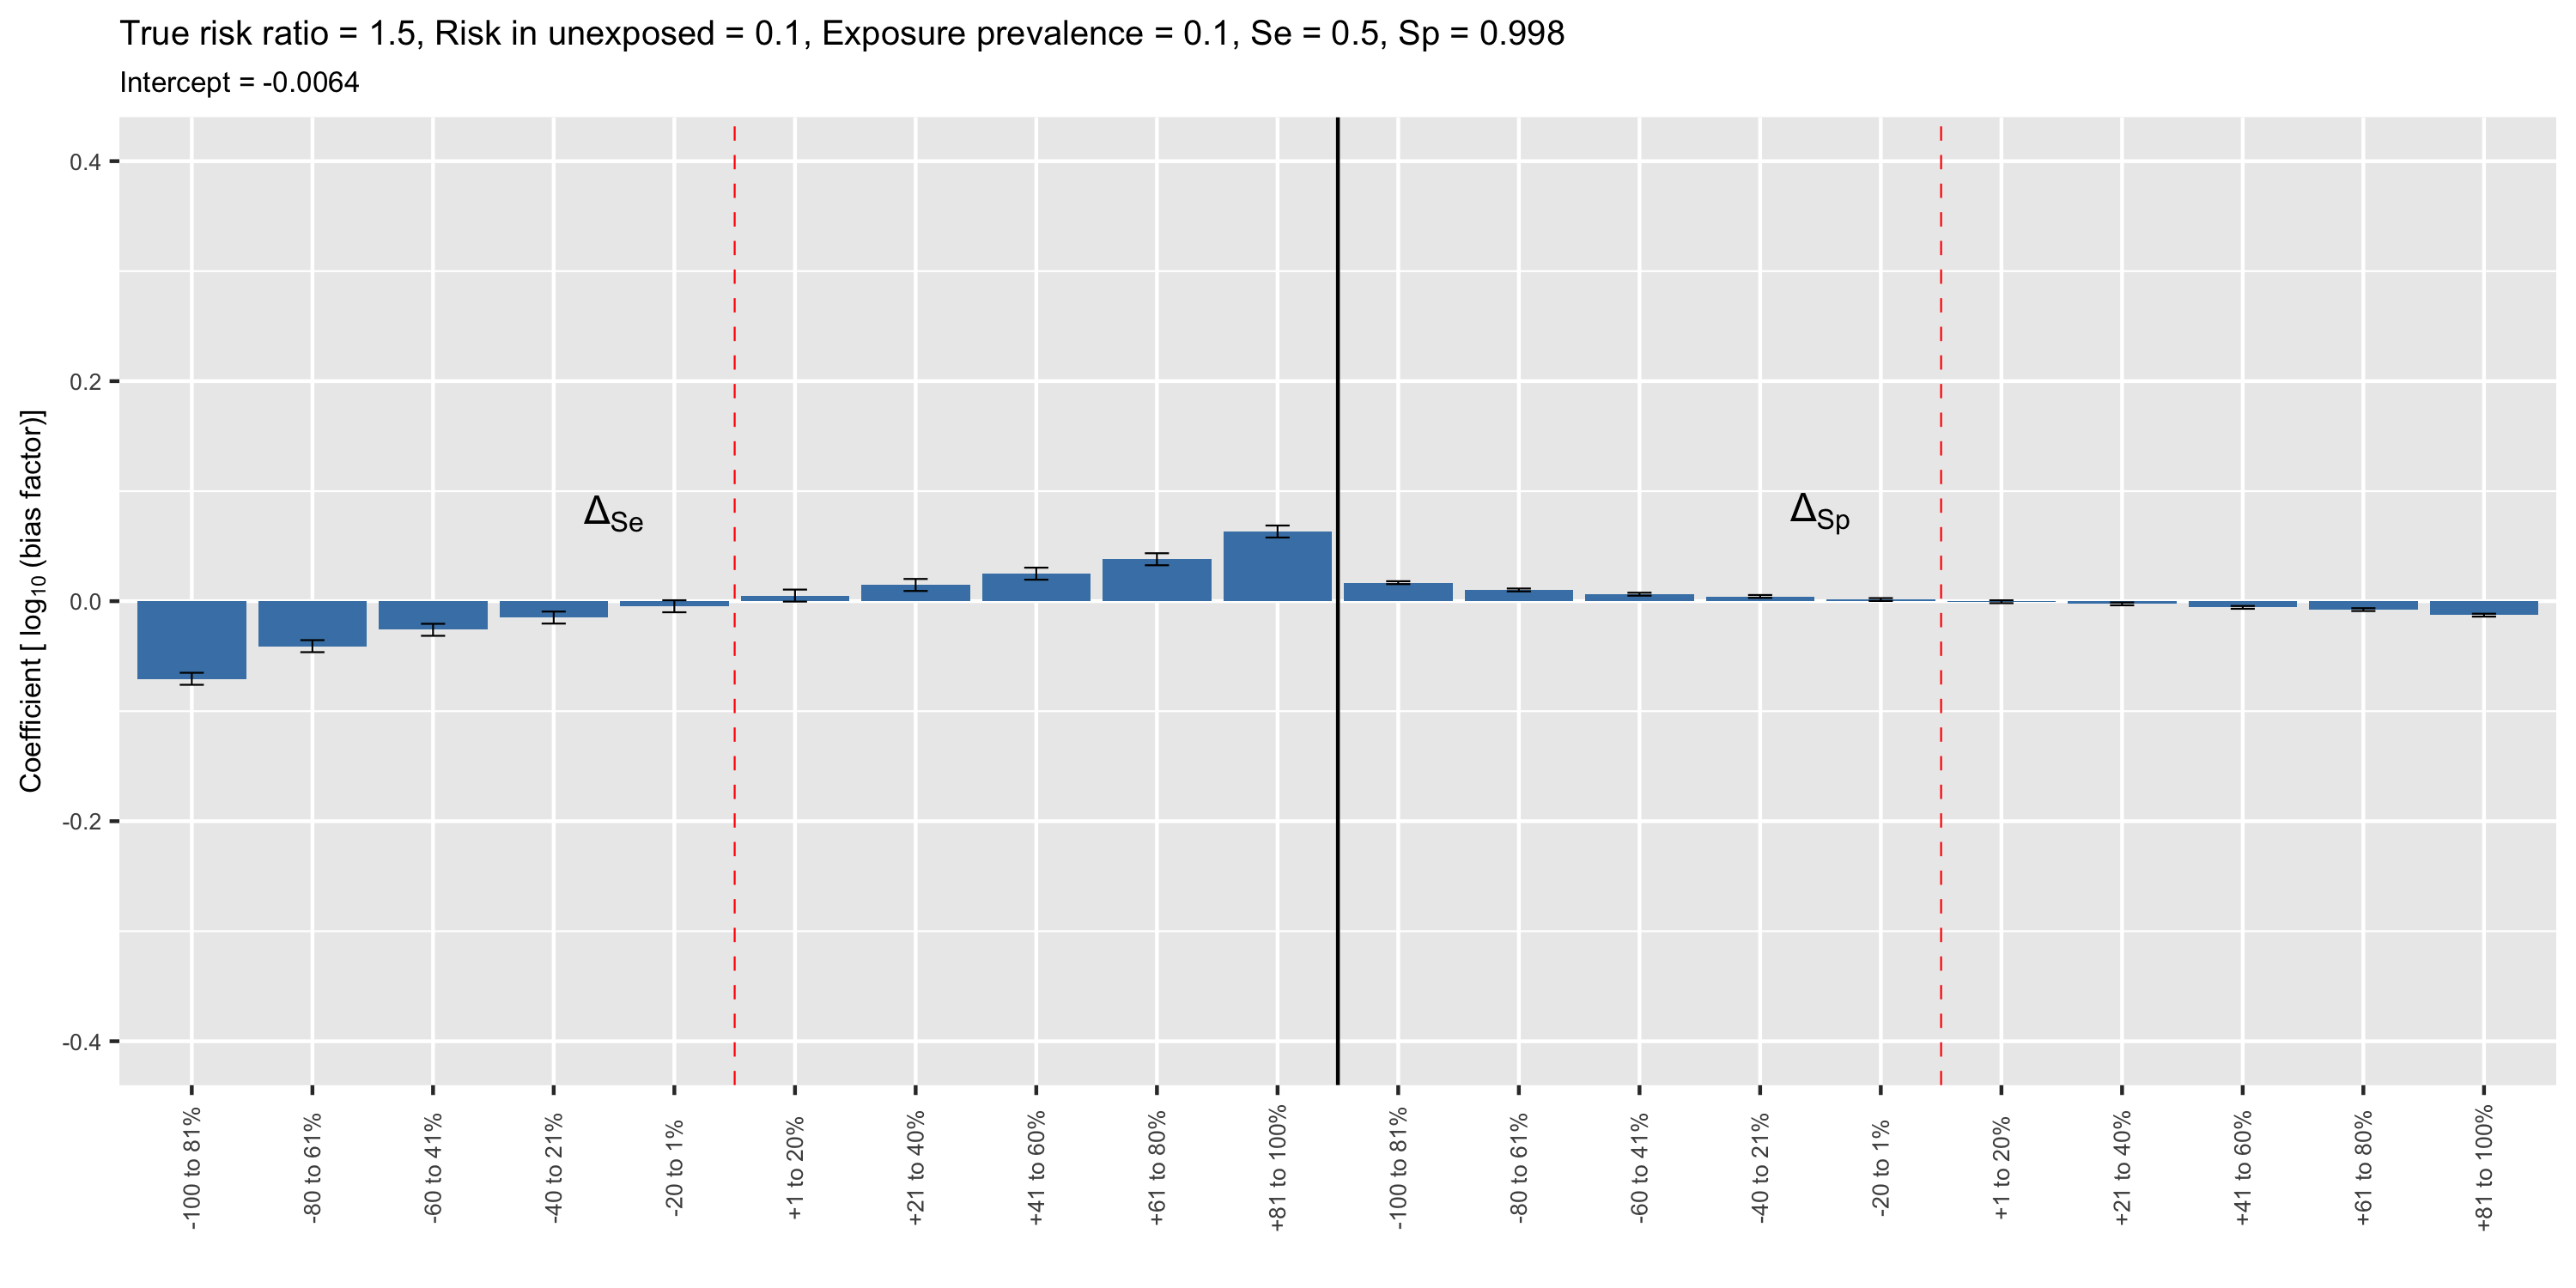 True risk ratio = 1.5, Risk in unexposed = 0.1, Exposure prevalence = 0.1, Se = 0.5, Sp = 0.998
Intercept = -0.0064
Coefficient [ log10 (bias factor)]
0.4
0.2
0.0
-0.2
-0.4
ΔSe
ΔSp
-100 to 81%
-80 to 61%
-60 to 41%
-40 to 21%
-20 to 1%
+1 to 20%
+21 to 40%
+41 to 60%
+61 to 80%
+81 to 100%
-100 to 81%
-80 to 61%
-60 to 41%
-40 to 21%
-20 to 1%
+1 to 20%
+21 to 40%
+41 to 60%
+61 to 80%
+81 to 100%